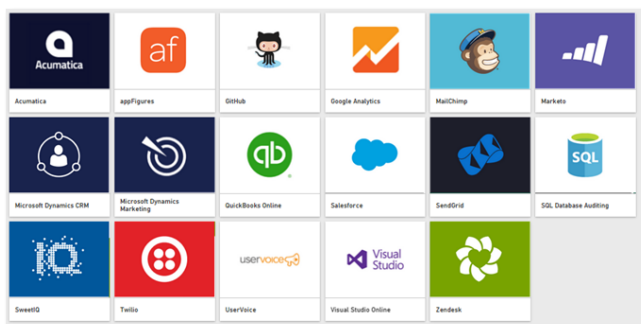 Acumatica
af
Acumatica
appFigures
GitHub
Google Analytics
MailChimp
Marketo
qb
SQL
Microsoft Dynamics CRM
Microsoft Dynamics
Marketing
QuickBooks Online
Salesforce
SendGrid
SQL Database Auditing
IQ
uservoice
Visual
Studio
SweetIQ
Twilio
UserVoice
Visual Studio Online
Zendesk